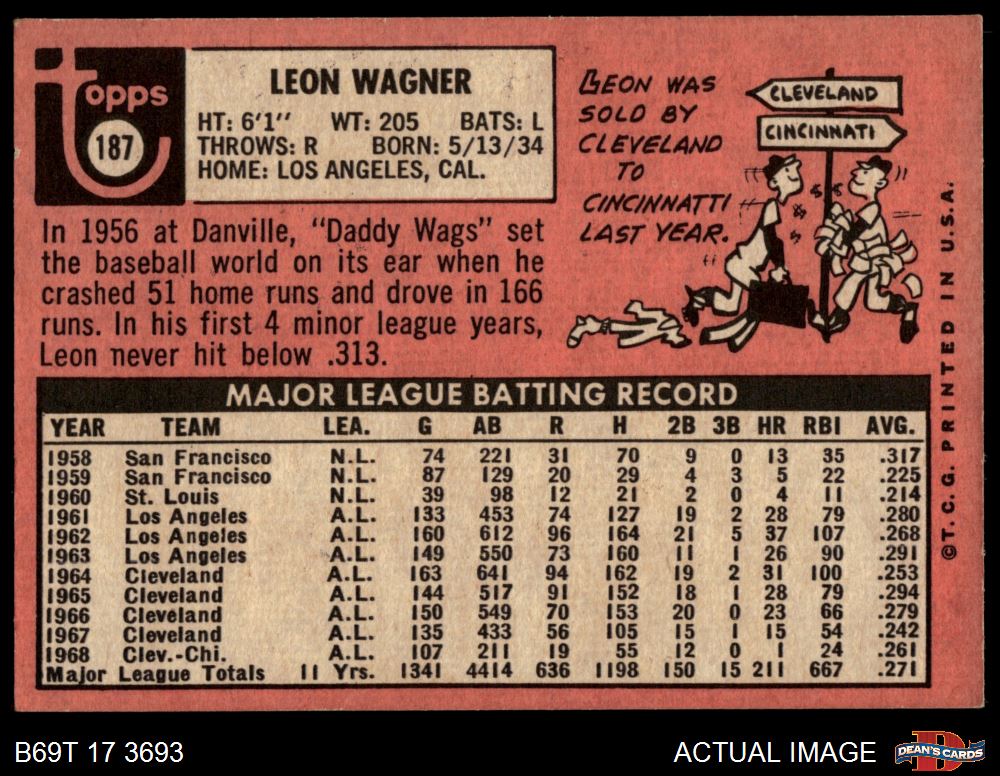 Topps
187
LEON WAGNER
HT: 6'1" WT: 205 BATS: L
THROWS: R BORN: 5/13/34
HOME: LOS ANGELES, CAL.
In 1956 at Danville, "Daddy Wags" set
the baseball world on its ear when he
crashed 51 home runs and drove in 166
runs. In his first 4 minor league years,
Leon never hit below .313.
LEON WAS
SOLD BY
CLEVELAND
TO
CINCINNATTI
LAST YEAR.
CLEVELAND
CINCINNATI
©T.C.G. PRINTED IN U.S.A.
MAJOR LEAGUE BATTING RECORD
YEAR TEAM LEA. G AB R H 2B 3B HR RBI AVG.
1958 San Francisco N.L. 74 221 31 70 9 0 13 35 .317
1959 San Francisco N.L. 87 129 20 29 4 3 5 22 .225
1960 St. Louis N.L. 39 98 12 21 2 0 4 11 .214
1961 Los Angeles A.L. 133 453 74 127 19 2 28 79 .280
1962 Los Angeles A.L. 160 612 96 164 21 5 37 107 .268
1963 Los Angeles A.L. 149 550 73 160 11 1 26 90 .291
1964 Cleveland A.L. 163 641 94 162 19 2 31 100 .253
1965 Cleveland A.L. 144 517 91 152 18 1 28 79 .294
1966 Cleveland A.L. 150 549 70 153 20 0 23 66 .279
1967 Cleveland A.L. 135 433 56 105 15 1 15 54 .242
1968 Clev.-Chi. A.L. 107 211 19 55 12 0 1 24 .261
Major League Totals 11 Yrs. 1341 4414 636 1198 150 15 211 667 .271
B69T 17 3693
ACTUAL IMAGE
D
DEAN'S CARDS